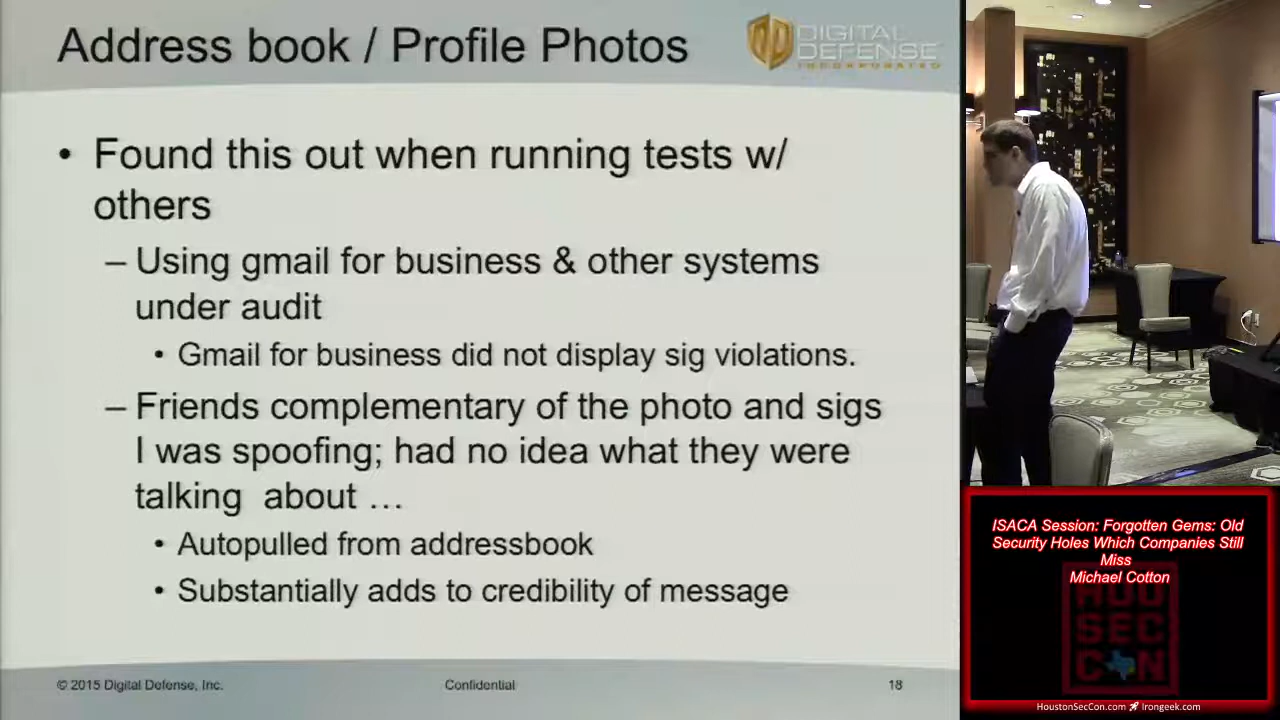 Address book / Profile Photos
DIGITAL
DEFENSE
INCORPORATED
• Found this out when running tests w/
others
– Using gmail for business & other systems
under audit
• Gmail for business did not display sig violations.
– Friends complementary of the photo and sigs
I was spoofing; had no idea what they were
talking about …
• Autopulled from addressbook
• Substantially adds to credibility of message
© 2015 Digital Defense, Inc.
Confidential
18
ISACA Session: Forgotten Gems: Old
Security Holes Which Companies Still
Miss
Michael Cotton
HOU
SEC
CON
HoustonSecCon.com Irongeek.com